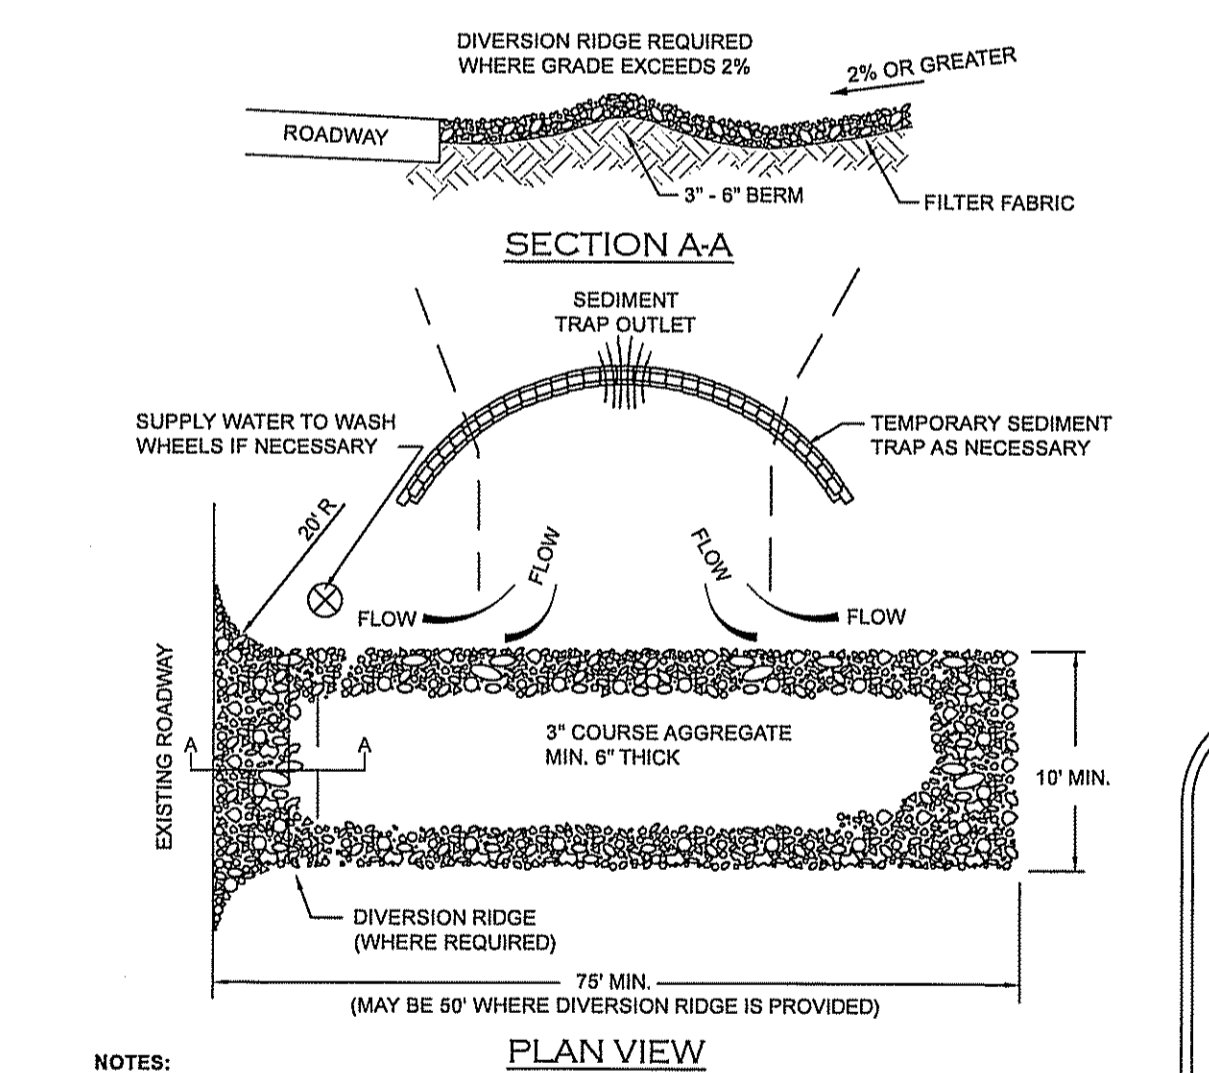 DIVERSION RIDGE REQUIRED
WHERE GRADE EXCEEDS 2%
2% OR GREATER
ROADWAY
3" - 6" BERM
FILTER FABRIC
SECTION A-A
SEDIMENT
TRAP OUTLET
SUPPLY WATER TO WASH
WHEELS IF NECESSARY
TEMPORARY SEDIMENT
TRAP AS NECESSARY
20' R
FLOW
FLOW
FLOW
FLOW
EXISTING ROADWAY
A
A
3" COURSE AGGREGATE
MIN. 6" THICK
10' MIN.
DIVERSION RIDGE
(WHERE REQUIRED)
75' MIN.
(MAY BE 50' WHERE DIVERSION RIDGE IS PROVIDED)
PLAN VIEW
NOTES: